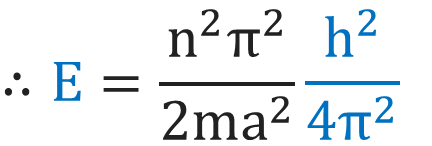 ∴ E = n²π²/2ma² h²/4π²